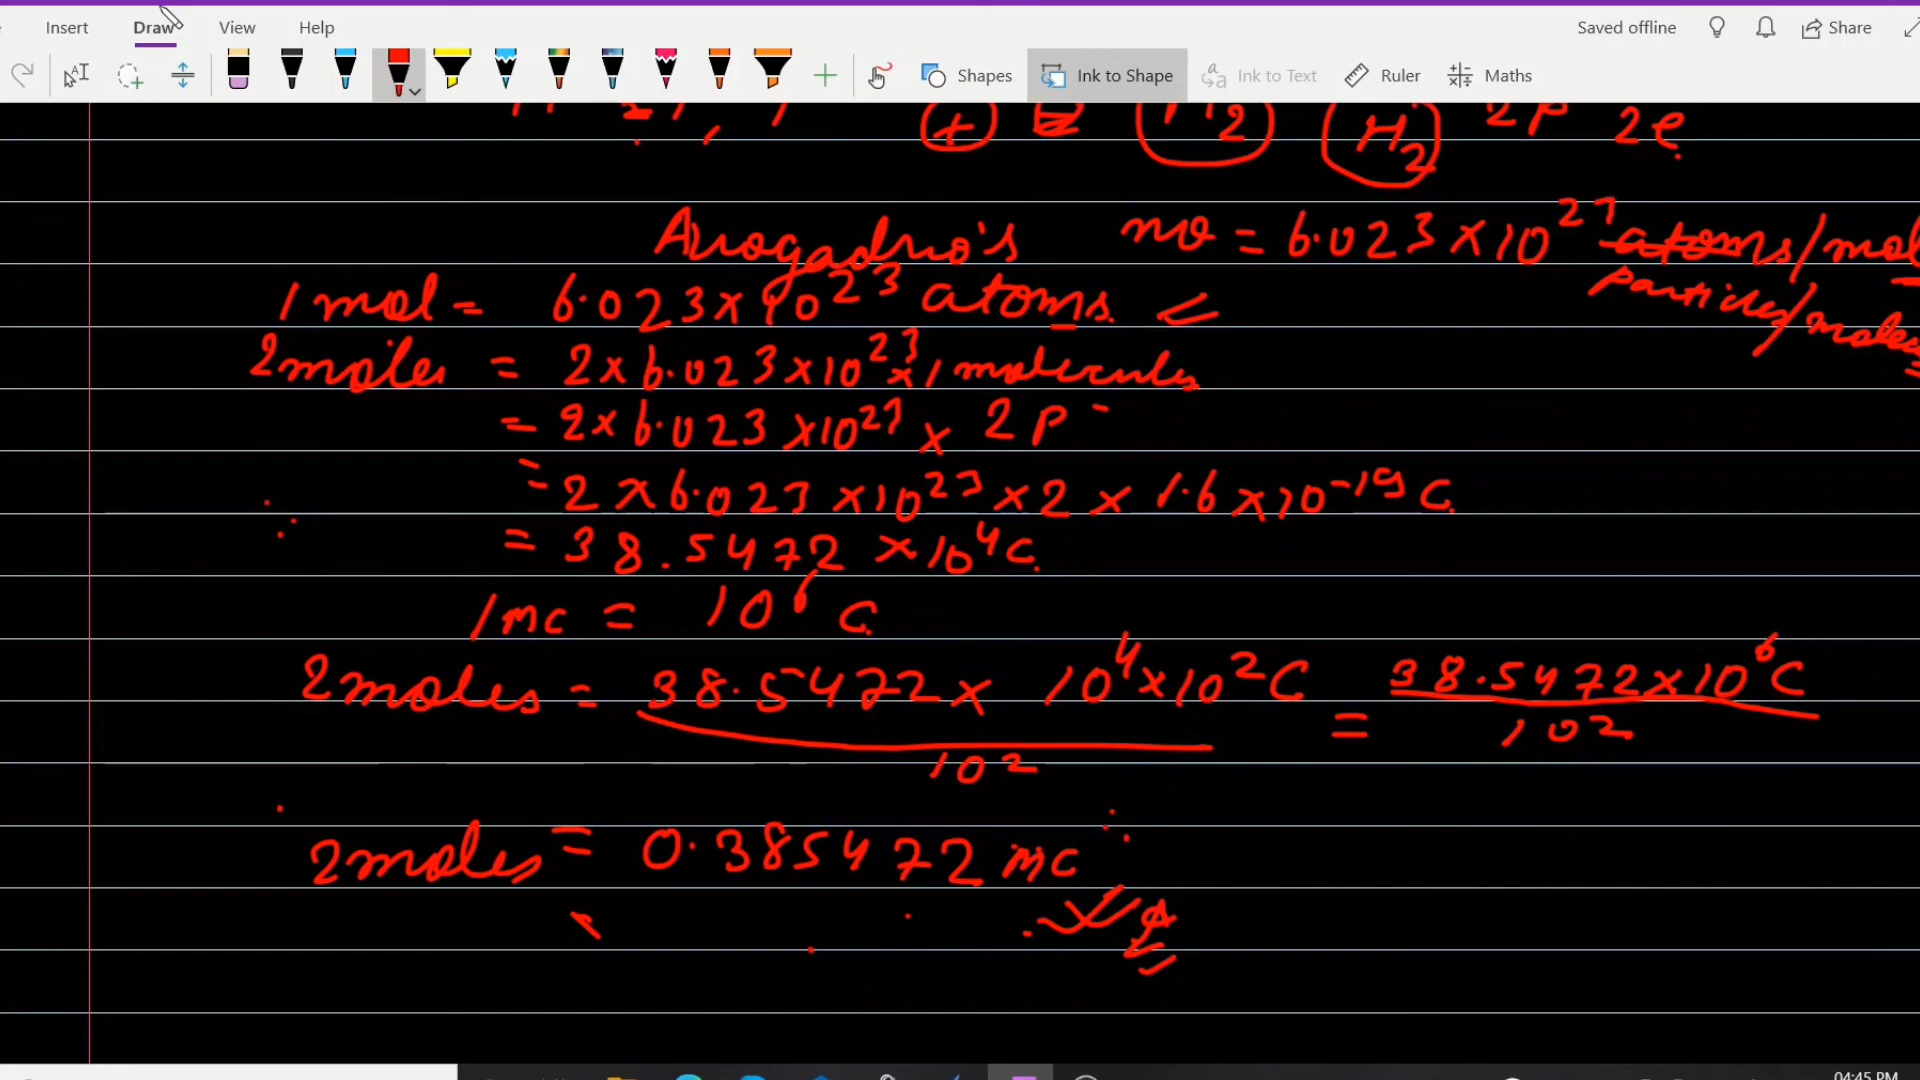 Insert Draw View Help Saved offline Share
Shapes Ink to Shape Ink to Text Ruler Maths
H2 H2 2P 2e
Avogadro's no = 6.023 × 10^23 atoms/mol
particles/moles
1 mol = 6.023 × 10^23 atoms.
2 moles = 2 × 6.023 × 10^23 × 1 molecules
= 2 × 6.023 × 10^23 × 2P
= 2 × 6.023 × 10^23 × 2 × 1.6 × 10^-19 C.
= 38.5472 × 10^4 C.
1 mc = 10^6 C.
2 moles = 38.5472 × 10^4 × 10^2 C / 10^2 = 38.5472 × 10^6 C / 10^2
2 moles = 0.385472 mc
04:45 PM